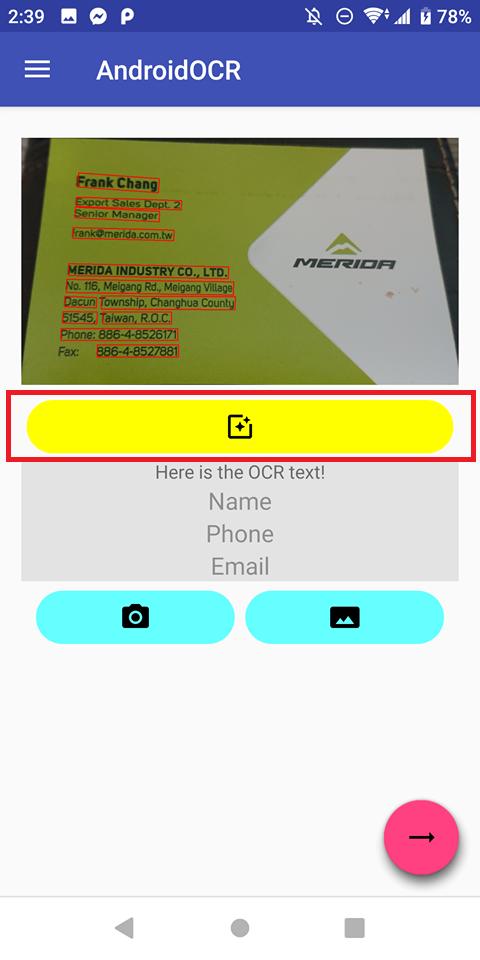 2:39
78%
AndroidOCR
Frank Chang
Export Sales Dept. 2
Senior Manager
frank@merida.com.tw
MERIDA
MERIDA INDUSTRY CO., LTD.
No. 116, Meigang Rd., Meigang Village
Dacun Township, Changhua County
51545, Taiwan, R.O.C.
Phone: 886-4-8526171
Fax: 886-4-8527881
Here is the OCR text!
Name
Phone
Email